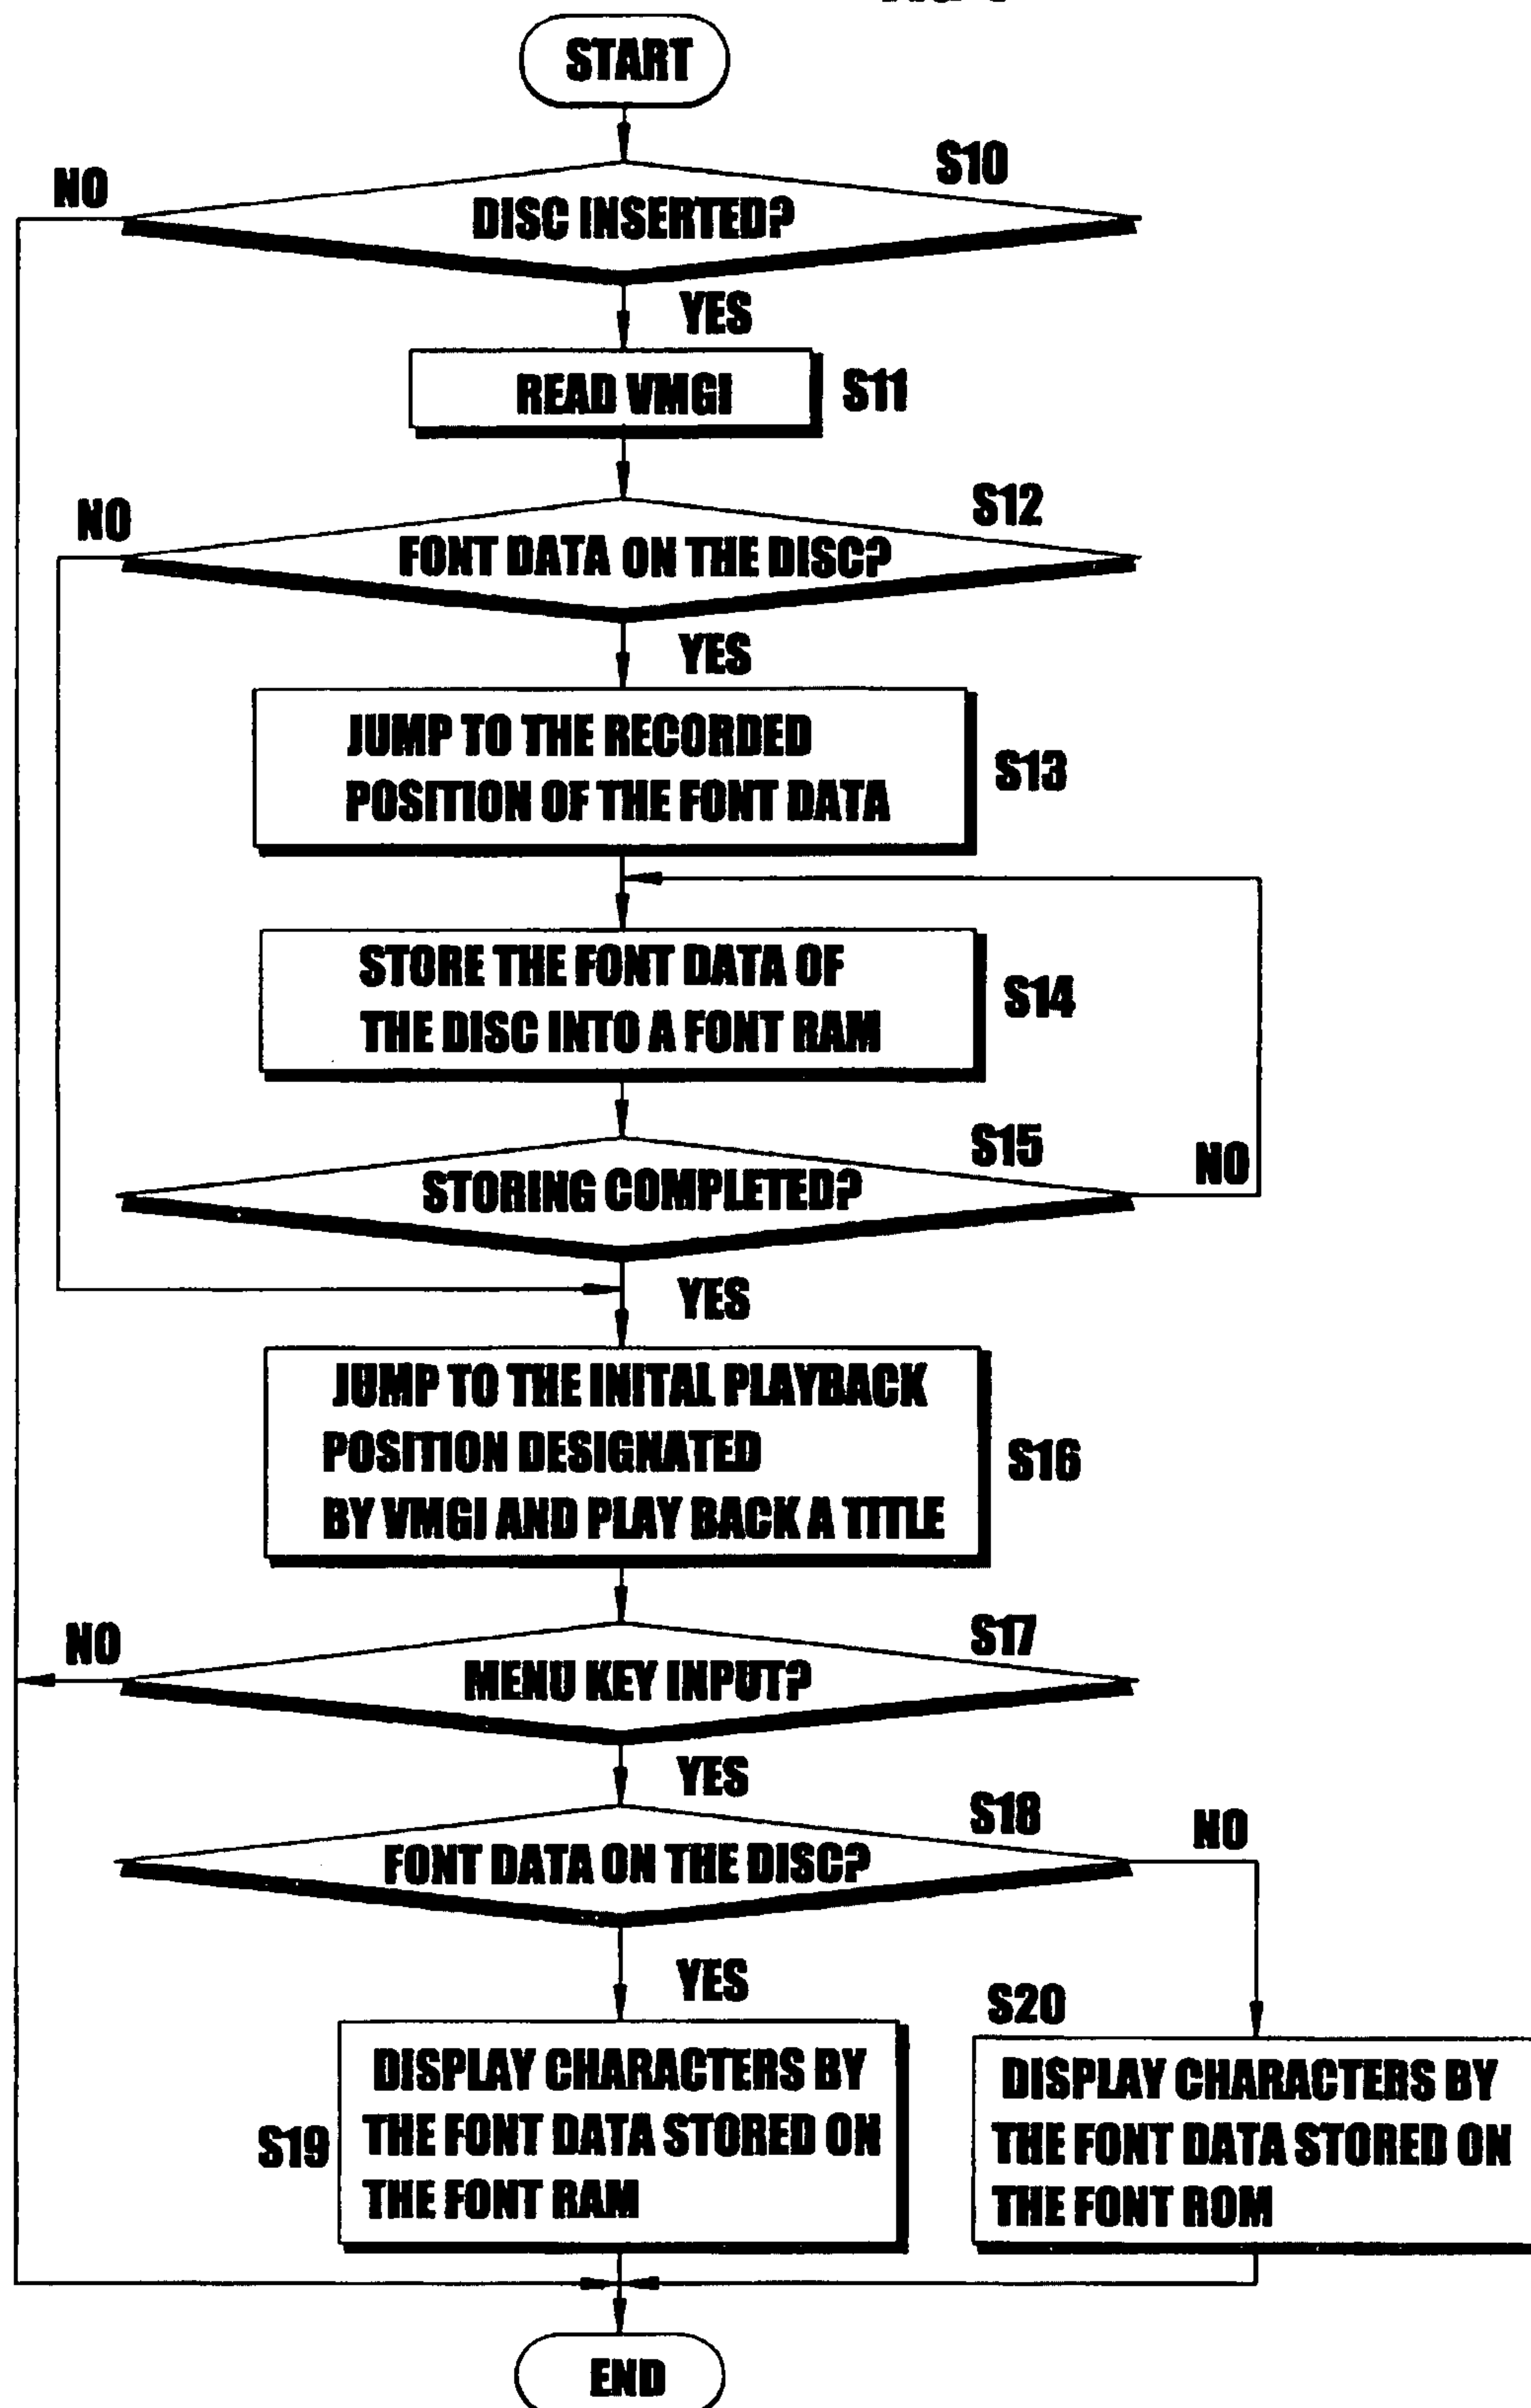 START
S10
NO
DISC INSERTED?
YES
READ VMGI
S11
S12
NO
FONT DATA ON THE DISC?
YES
JUMP TO THE RECORDED
POSITION OF THE FONT DATA
S13
STORE THE FONT DATA OF
THE DISC INTO A FONT RAM
S14
S15
NO
STORING COMPLETED?
YES
JUMP TO THE INITAL PLAYBACK
POSITION DESIGNATED
BY VMGI AND PLAY BACK A TITLE
S16
S17
NO
MENU KEY INPUT?
YES
S18
NO
FONT DATA ON THE DISC?
YES
S19
DISPLAY CHARACTERS BY
THE FONT DATA STORED ON
THE FONT RAM
S20
DISPLAY CHARACTERS BY
THE FONT DATA STORED ON
THE FONT ROM
END